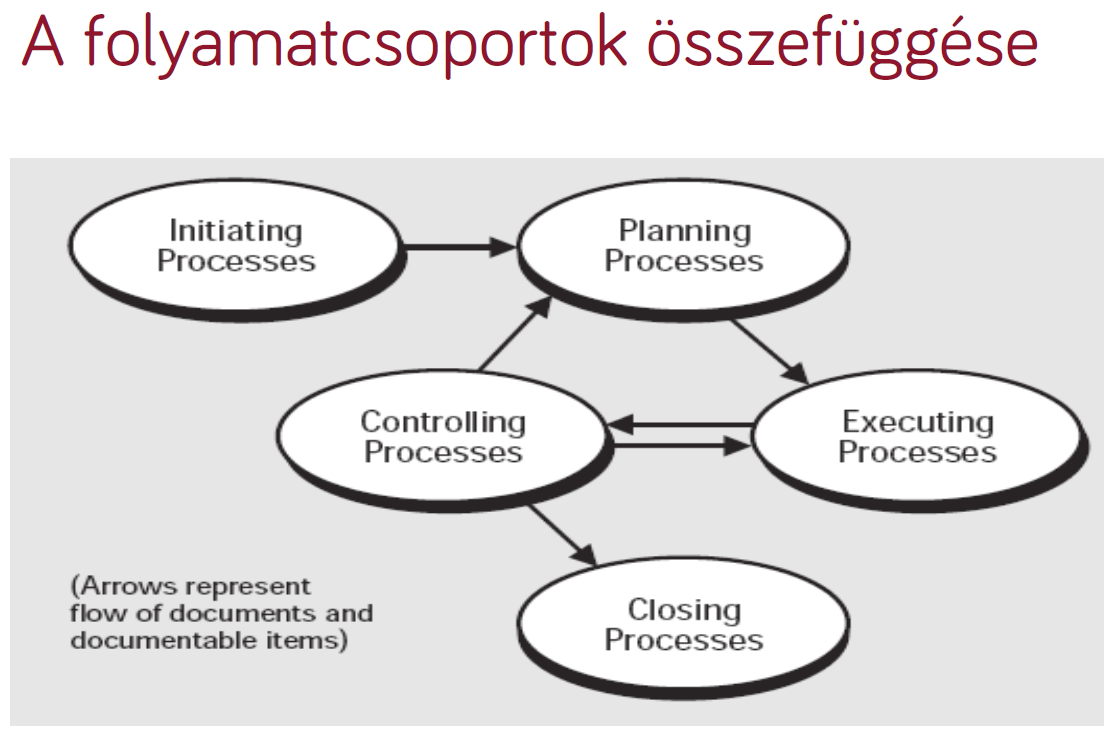 A folyamatcsoportok összefüggése
Initiating
Processes
Planning
Processes
Controlling
Processes
Executing
Processes
(Arrows represent
flow of documents and
documentable items)
Closing
Processes